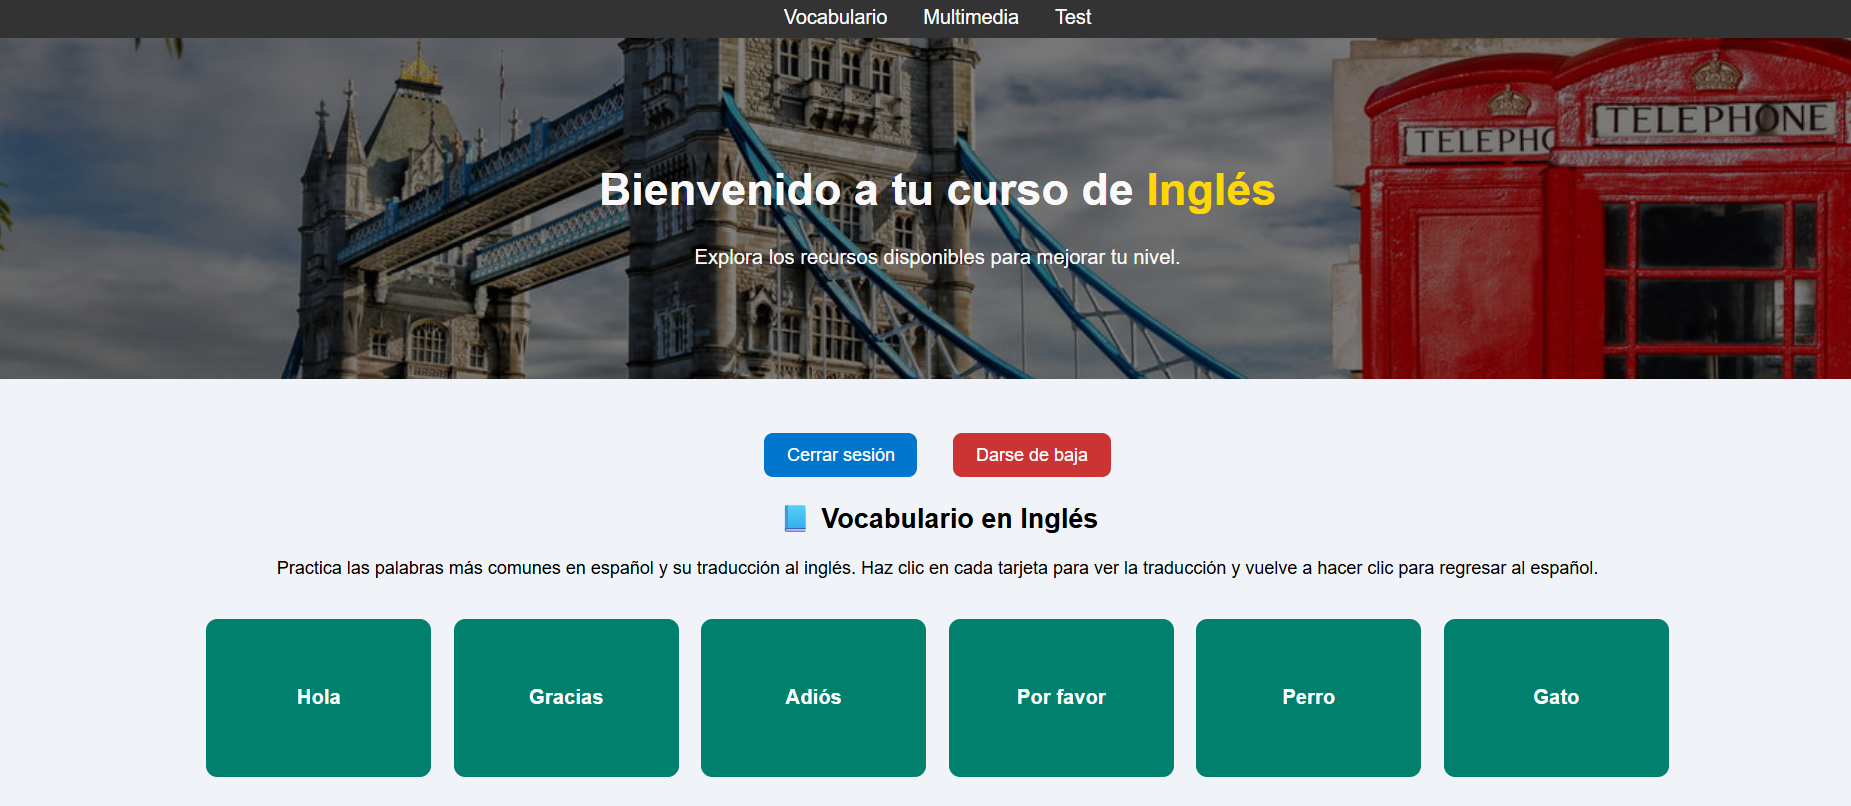 Vocabulario Multimedia Test
TELEPHONE
TELEPHO
Bienvenido a tu curso de Inglés
Explora los recursos disponibles para mejorar tu nivel.
Cerrar sesión Darse de baja
📘 Vocabulario en Inglés
Practica las palabras más comunes en español y su traducción al inglés. Haz clic en cada tarjeta para ver la traducción y vuelve a hacer clic para regresar al español.
Hola Gracias Adiós Por favor Perro Gato